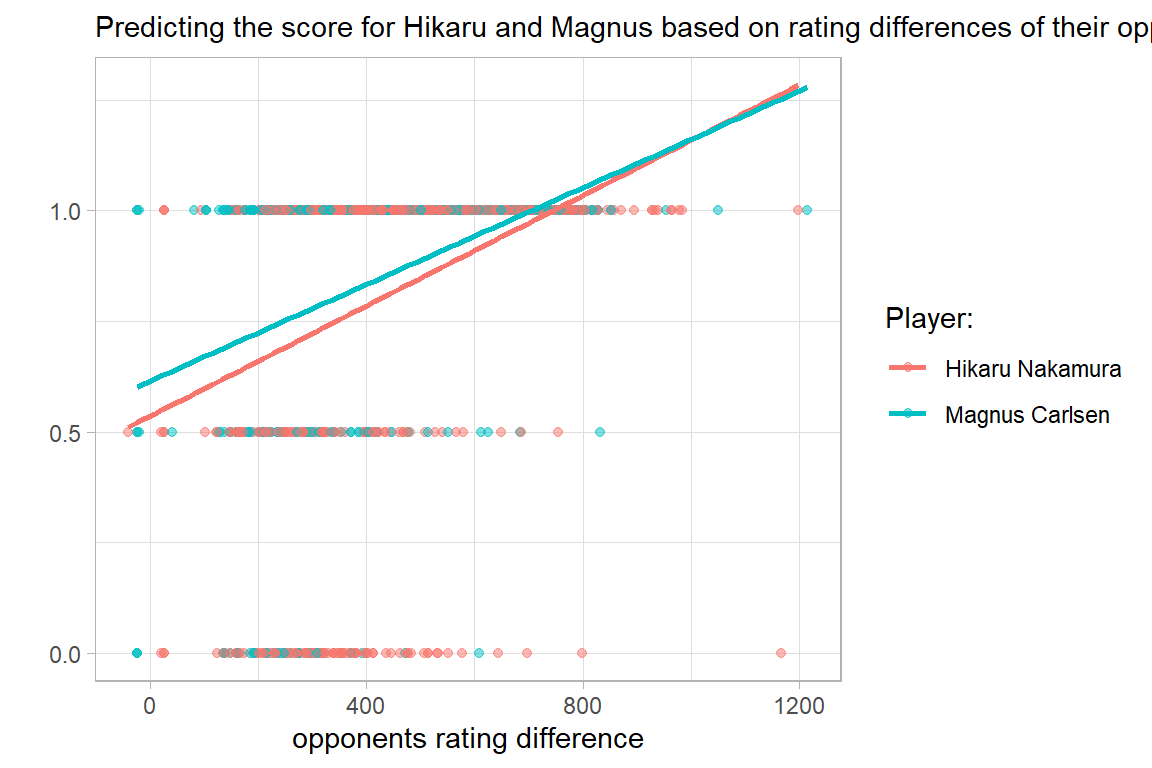 Predicting the score for Hikaru and Magnus based on rating differences of their
1.0
0.5
0.0
0
400
800
1200
opponents rating difference
Player:
Hikaru Nakamura
Magnus Carlsen